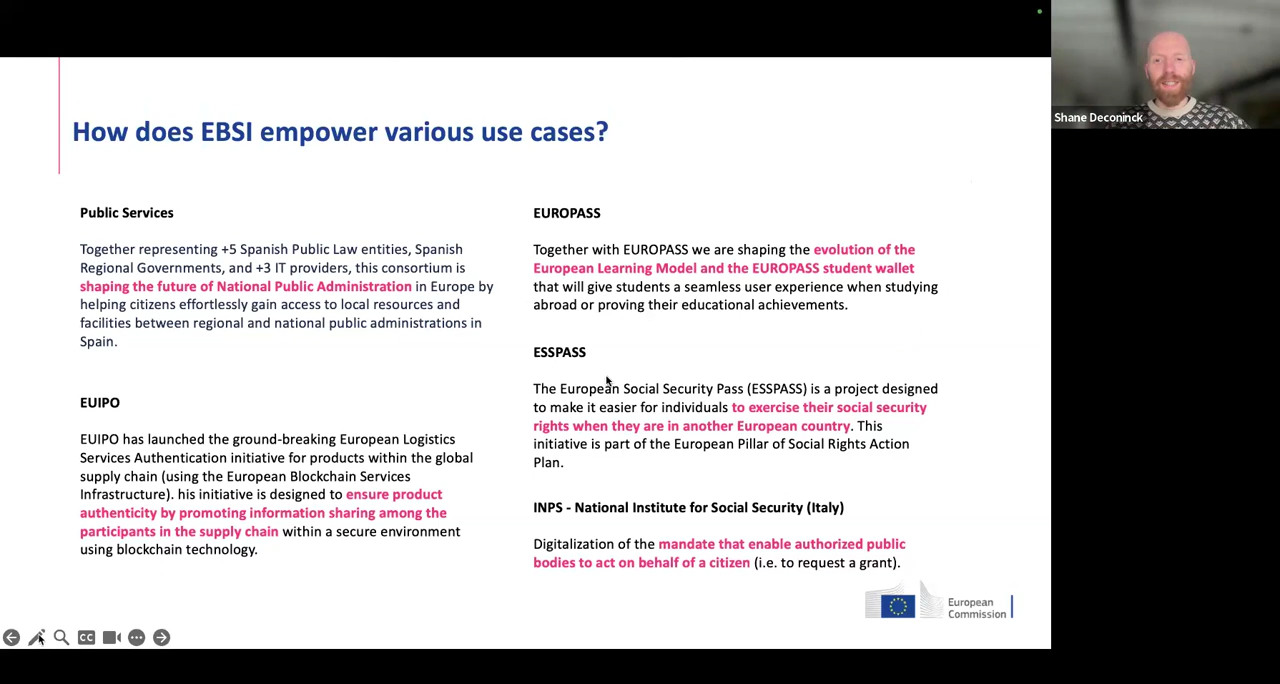 How does EBSI empower various use cases?
Public Services
Together representing +5 Spanish Public Law entities, Spanish
Regional Governments, and +3 IT providers, this consortium is
shaping the future of National Public Administration in Europe by
helping citizens effortlessly gain access to local resources and
facilities between regional and national public administrations in
Spain.
EUIPO
EUIPO has launched the ground-breaking European Logistics
Services Authentication initiative for products within the global
supply chain (using the European Blockchain Services
Infrastructure). his initiative is designed to ensure product
authenticity by promoting information sharing among the
participants in the supply chain within a secure environment
using blockchain technology.
EUROPASS
Together with EUROPASS we are shaping the evolution of the
European Learning Model and the EUROPASS student wallet
that will give students a seamless user experience when studying
abroad or proving their educational achievements.
ESSPASS
The European Social Security Pass (ESSPASS) is a project designed
to make it easier for individuals to exercise their social security
rights when they are in another European country. This
initiative is part of the European Pillar of Social Rights Action
Plan.
INPS - National Institute for Social Security (Italy)
Digitalization of the mandate that enable authorized public
bodies to act on behalf of a citizen (i.e. to request a grant).
European
Commission
CC
Shane Deconinck